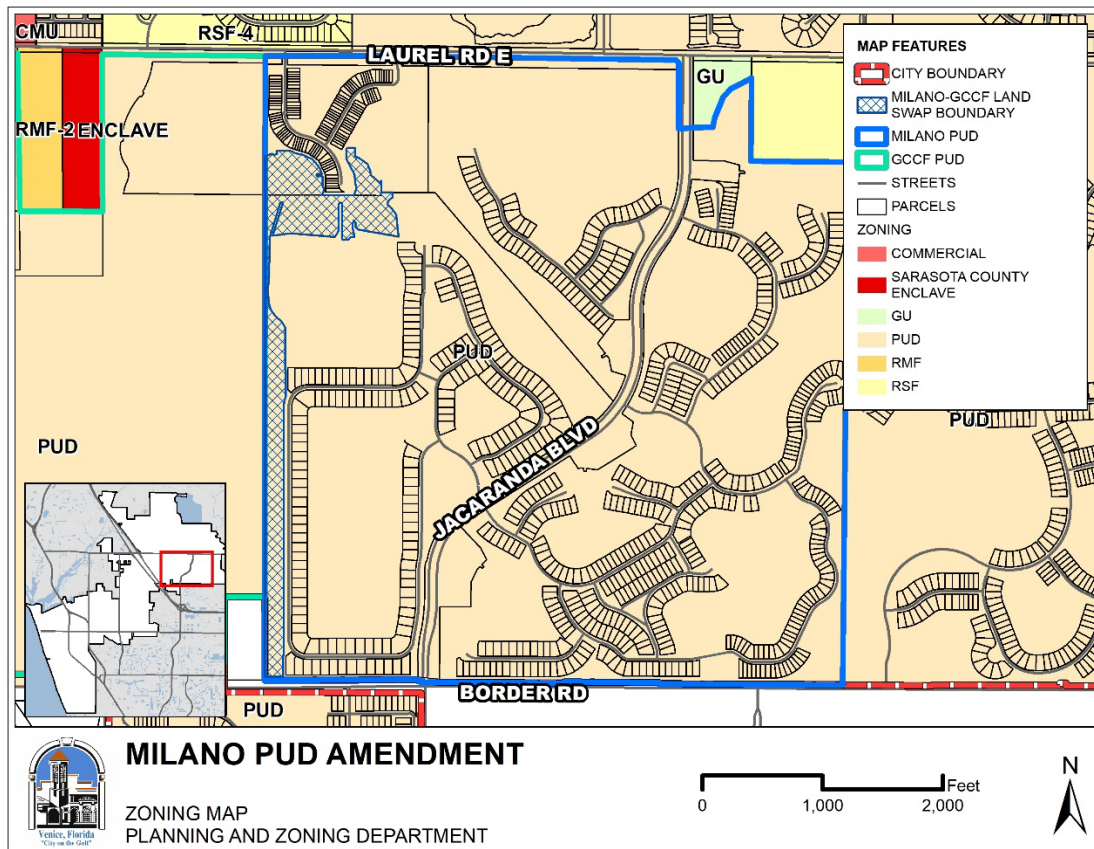 CMU
RSF-4
LAUREL RD E
GU
RMF-2
ENCLAVE
PUD
PUD
PUD
JACARANDA BLVD
BORDER RD
PUD
MAP FEATURES
CITY BOUNDARY
MILANO-GCCF LAND
SWAP BOUNDARY
MILANO PUD
GCCF PUD
STREETS
PARCELS
ZONING
COMMERCIAL
SARASOTA COUNTY
ENCLAVE
GU
PUD
RMF
RSF
MILANO PUD AMENDMENT
ZONING MAP
PLANNING AND ZONING DEPARTMENT
Venice, Florida
"City on the Gulf"
Feet
0 1,000 2,000
N